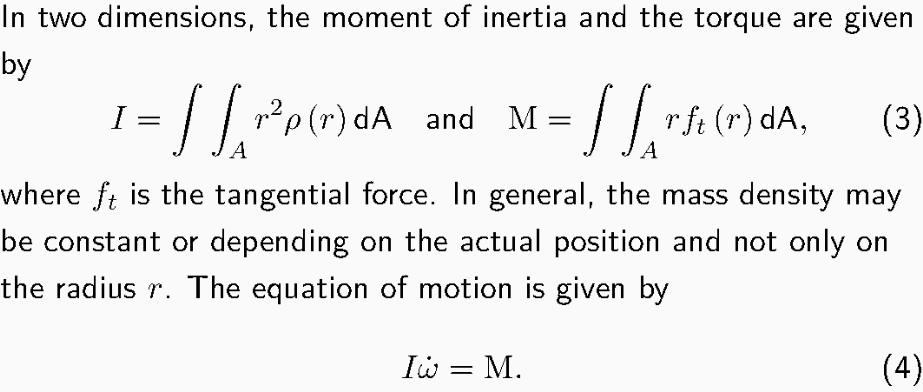 In two dimensions, the moment of inertia and the torque are given
by
I = ∫ ∫_A r²ρ (r) dA and M = ∫ ∫_A rf_t (r) dA, (3)
where f_t is the tangential force. In general, the mass density may
be constant or depending on the actual position and not only on
the radius r. The equation of motion is given by
Iω̇ = M. (4)